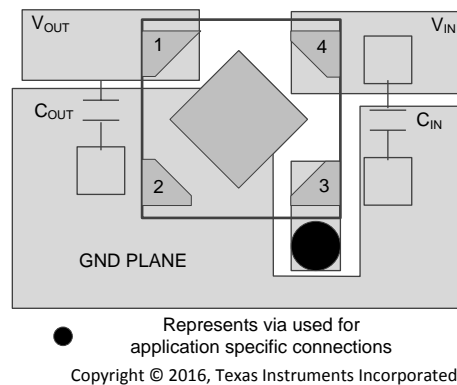 VOUT
1
4
VIN
COUT
CIN
2
3
GND PLANE
Represents via used for
application specific connections
Copyright © 2016, Texas Instruments Incorporated